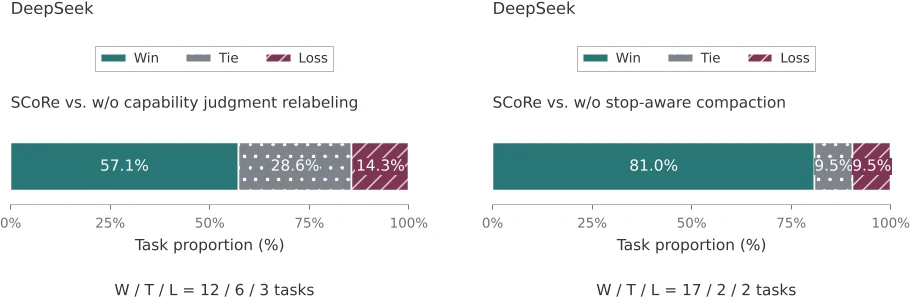 DeepSeek
Win Tie Loss
SCoRe vs. w/o capability judgment relabeling
57.1% 28.6% 14.3%
0% 25% 50% 75% 100%
Task proportion (%)
W / T / L = 12 / 6 / 3 tasks
DeepSeek
Win Tie Loss
SCoRe vs. w/o stop-aware compaction
81.0% 9.5% 9.5%
0% 25% 50% 75% 100%
Task proportion (%)
W / T / L = 17 / 2 / 2 tasks